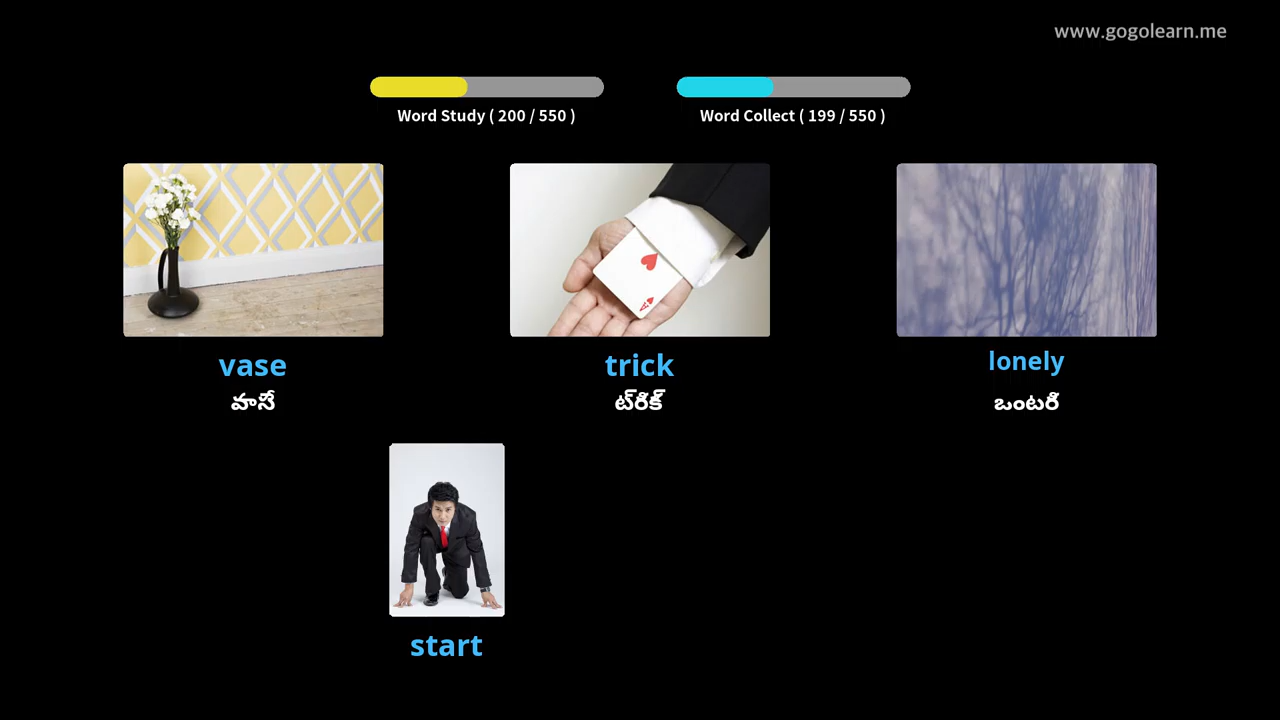 www.gogolearn.me
Word Study ( 200 / 550 )
Word Collect ( 199 / 550 )
vase
వాసే
trick
ట్‌రిక్
lonely
ఒంటరి
start